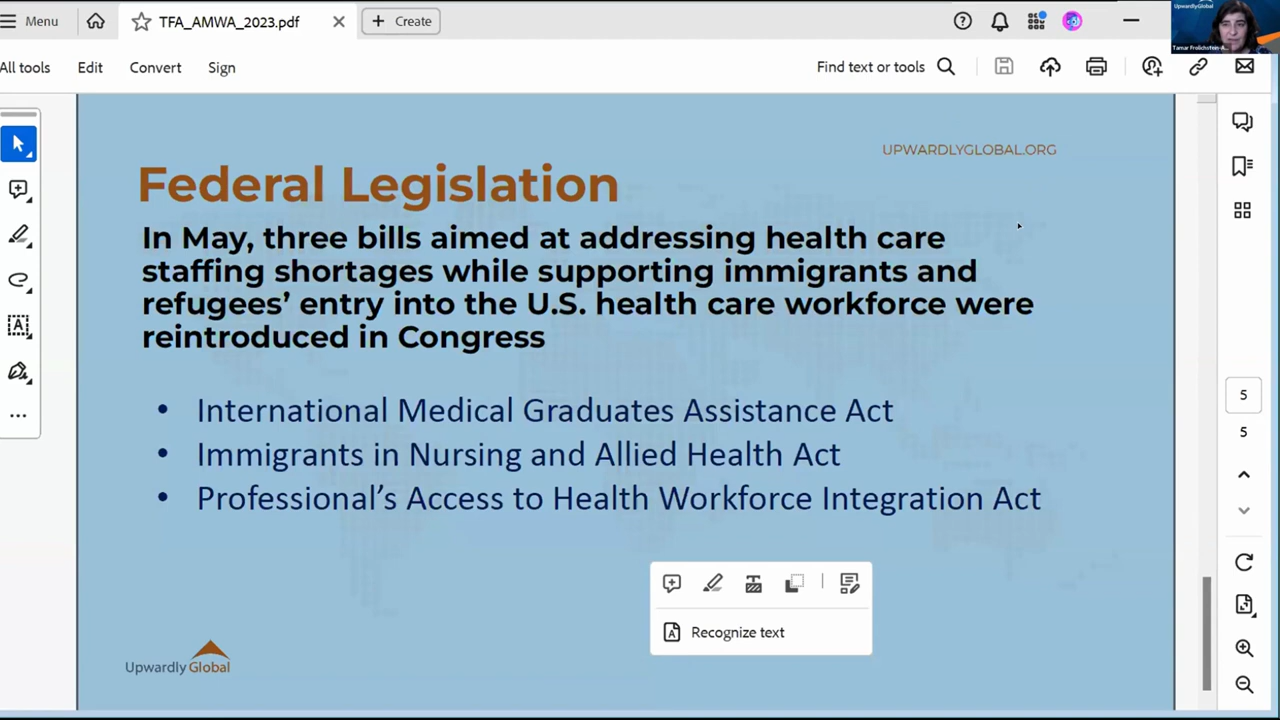 Menu
TFA_AMWA_2023.pdf
Create
UpwardlyGlobal
Tamar Frolichstein-A...
All tools
Edit
Convert
Sign
Find text or tools
UPWARDLYGLOBAL.ORG
Federal Legislation
In May, three bills aimed at addressing health care
staffing shortages while supporting immigrants and
refugees’ entry into the U.S. health care workforce were
reintroduced in Congress
• International Medical Graduates Assistance Act
• Immigrants in Nursing and Allied Health Act
• Professional’s Access to Health Workforce Integration Act
5
5
Recognize text
Upwardly Global